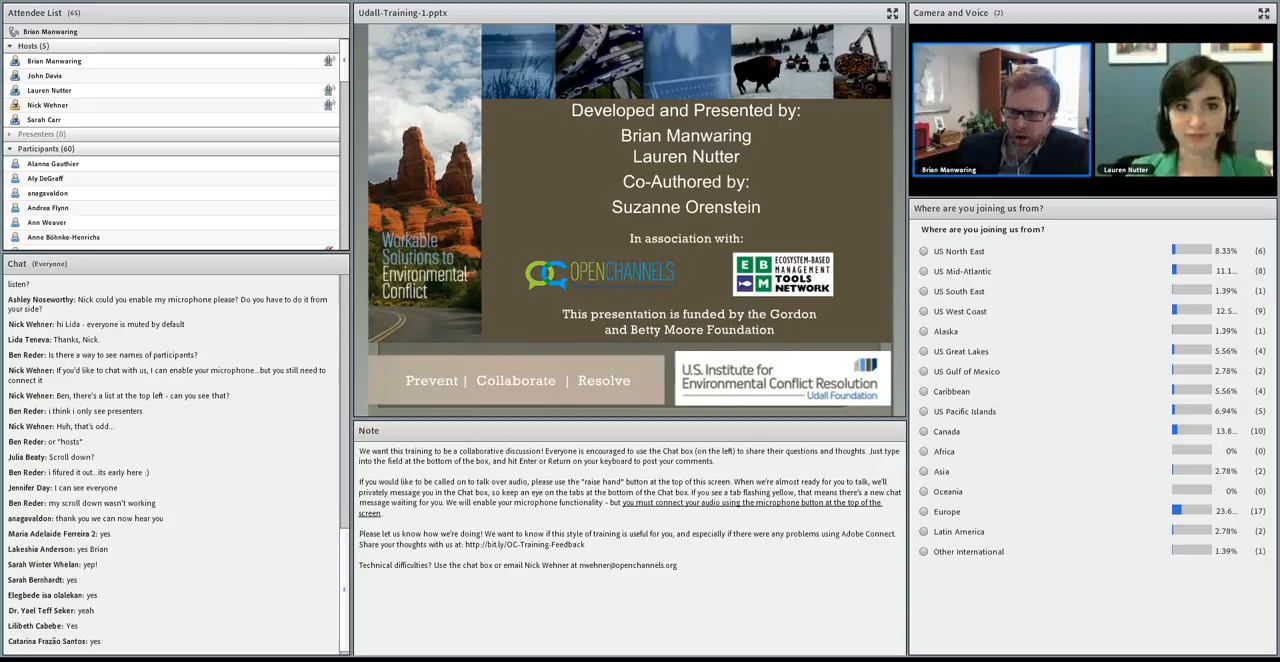 Attendee List (65)
Brian Manwaring
Hosts (5)
Brian Manwaring
John Davis
Lauren Nutter
Nick Wehner
Sarah Carr
Presenters (0)
Participants (60)
Alanna Gauthier
Aly DeGraff
anagavaldon
Andrea Flynn
Ann Weaver
Anne Böhnke-Henrichs
Chat (Everyone)
listen?
Ashley Noseworthy: Nick could you enable my microphone please? Do you have to do it from
your side?
Nick Wehner: hi Lida - everyone is muted by default
Lida Teneva: Thanks, Nick.
Ben Reder: Is there a way to see names of participants?
Nick Wehner: If you'd like to chat with us, I can enable your microphone...but you still need to
connect it
Nick Wehner: Ben, there's a list at the top left - can you see that?
Ben Reder: i think i only see presenters
Nick Wehner: Huh, that's odd...
Ben Reder: or "hosts"
Julia Beaty: Scroll down?
Ben Reder: i fifured it out...its early here :)
Jennifer Day: I can see everyone
Ben Reder: my scroll down wasn't working
anagavaldon: thank you we can now hear you
Maria Adelaide Ferreira 2: yes
Lakeshia Anderson: yes Brian
Sarah Winter Whelan: yep!
Sarah Bernhardt: yes
Elegbede isa olalekan: yes
Dr. Yael Teff Seker: yeah
Lilibeth Cabebe: Yes
Catarina Frazão Santos: yes
Udall-Training-1.pptx
Developed and Presented by:
Brian Manwaring
Lauren Nutter
Co-Authored by:
Suzanne Orenstein
In association with:
Workable
Solutions to
Environmental
Conflict
OPENCHANNELS
EBM
ECOSYSTEM-BASED
MANAGEMENT
TOOLS
NETWORK
This presentation is funded by the Gordon
and Betty Moore Foundation
Prevent | Collaborate | Resolve
U.S. Institute for
Environmental Conflict Resolution
Udall Foundation
Note
We want this training to be a collaborative discussion! Everyone is encouraged to use the Chat box (on the left) to share their questions and thoughts. Just type
into the field at the bottom of the box, and hit Enter or Return on your keyboard to post your comments.
If you would like to be called on to talk over audio, please use the "raise hand" button at the top of this screen. When we're almost ready for you to talk, we'll
privately message you in the Chat box, so keep an eye on the tabs at the bottom of the Chat box. If you see a tab flashing yellow, that means there's a new chat
message waiting for you. We will enable your microphone functionality - but you must connect your audio using the microphone button at the top of the
screen.
Please let us know how we're doing! We want to know if this style of training is useful for you, and especially if there were any problems using Adobe Connect.
Share your thoughts with us at: http://bit.ly/OC-Training-Feedback
Technical difficulties? Use the chat box or email Nick Wehner at nwehner@openchannels.org
Camera and Voice (2)
Brian Manwaring
Lauren Nutter
Where are you joining us from?
Where are you joining us from?
US North East 8.33% (6)
US Mid-Atlantic 11.1... (8)
US South East 1.39% (1)
US West Coast 12.5... (9)
Alaska 1.39% (1)
US Great Lakes 5.56% (4)
US Gulf of Mexico 2.78% (2)
Caribbean 5.56% (4)
US Pacific Islands 6.94% (5)
Canada 13.8... (10)
Africa 0% (0)
Asia 2.78% (2)
Oceania 0% (0)
Europe 23.6... (17)
Latin America 2.78% (2)
Other International 1.39% (1)